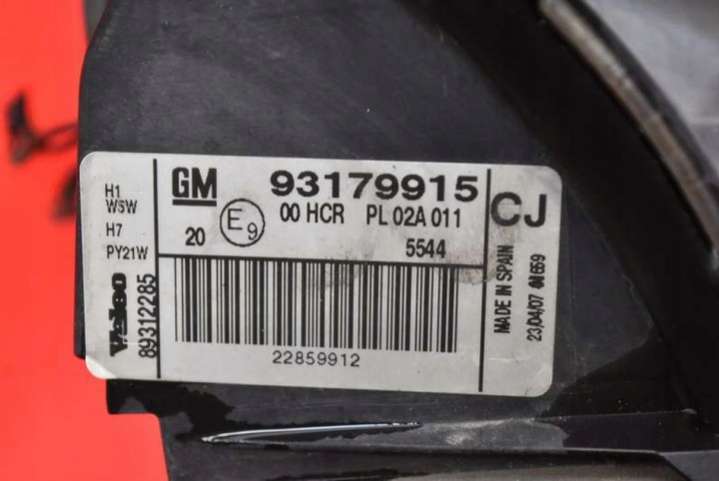 H1
W5W
H7
PY21W
Valeo
89312285
GM 93179915
20 E9 00 HCR PL 02A 011
5544
22859912
CJ
MADE IN SPAIN
23/04/07